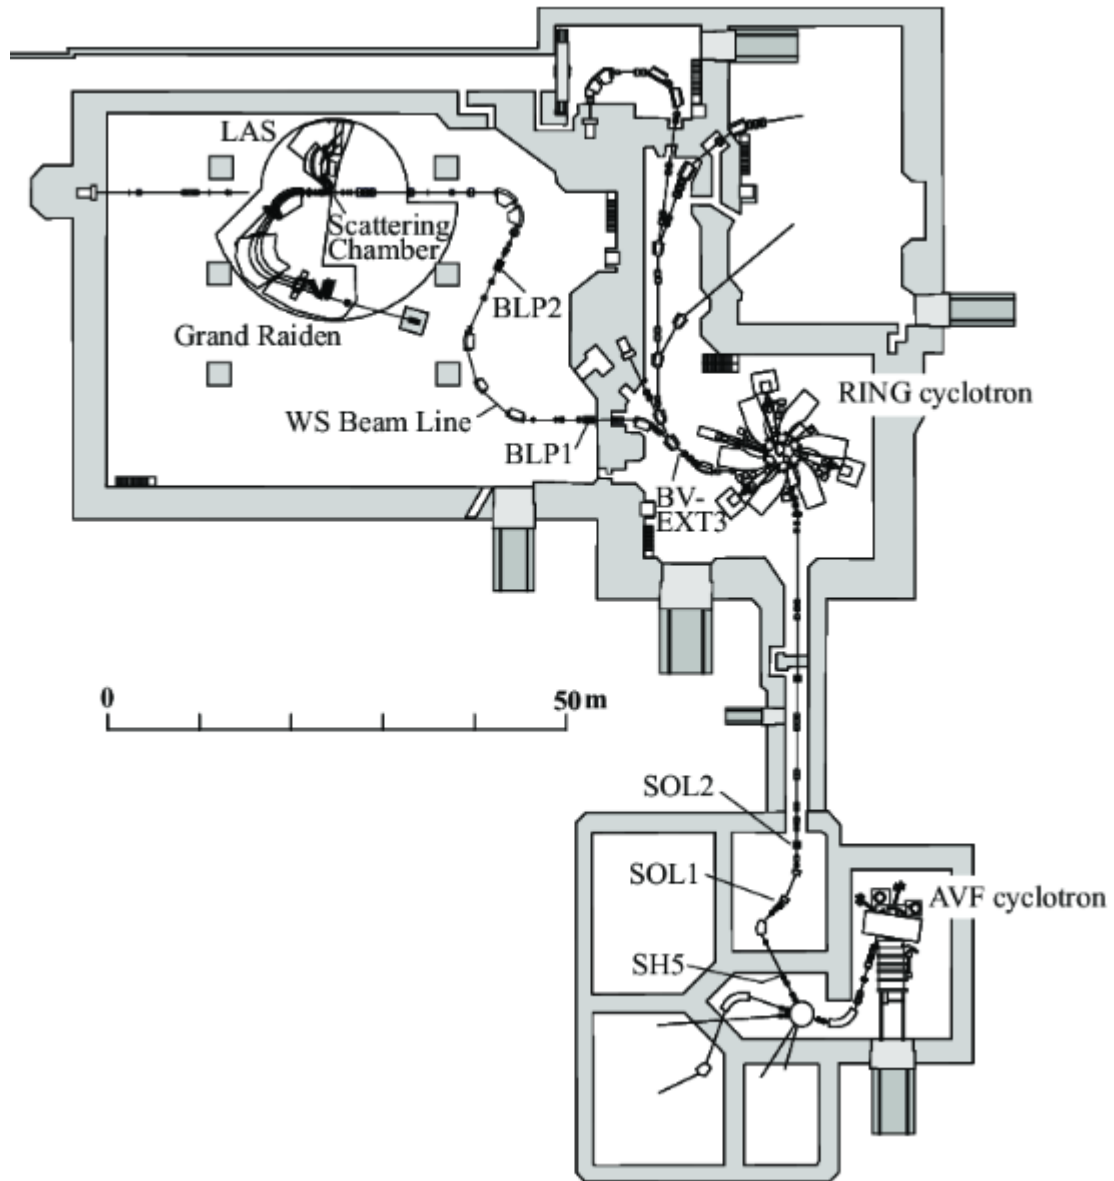 LAS
Scattering
Chamber
BLP2
Grand Raiden
WS Beam Line
RING cyclotron
BLP1
BV-
EXT3
0 50 m
SOL2
SOL1
AVF cyclotron
SH5